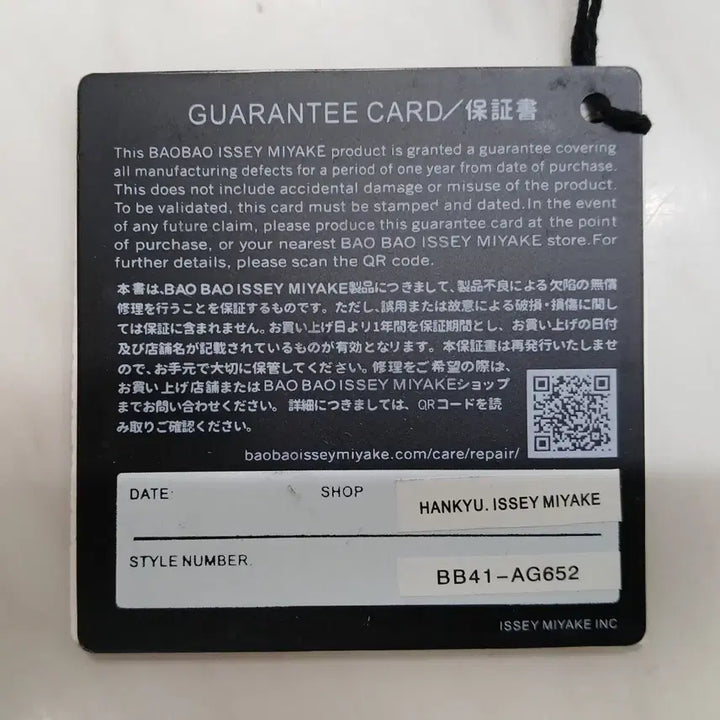 GUARANTEE CARD/保証書
This BAOBAO ISSEY MIYAKE product is granted a guarantee covering
all manufacturing defects for a period of one year from date of purchase.
This does not include accidental damage or misuse of the product.
To be validated, this card must be stamped and dated.In the event
of any future claim, please produce this guarantee card at the point
of purchase, or your nearest BAO BAO ISSEY MIYAKE store.For
further details, please scan the QR code.
本書は、BAO BAO ISSEY MIYAKE製品につきまして、製品不良による欠陥の無償
修理を行うことを保証するものです。ただし、誤用または故意による破損・損傷に関し
ては保証に含まれません。お買い上げ日より1年間を保証期間とし、お買い上げの日付
及び店舗名が記載されているものが有効となります。本保証書は再発行いたしませ
ので、お手元で大切に保管してください。修理をご希望の際は、
お買い上げ店舗またはBAO BAO ISSEY MIYAKEショップ
までお問い合わせください。詳細につきましては、QRコードを読
み取りご確認ください。
baobaoisseymiyake.com/care/repair/
DATE: SHOP HANKYU. ISSEY MIYAKE
STYLE NUMBER. BB41-AG652
ISSEY MIYAKE INC